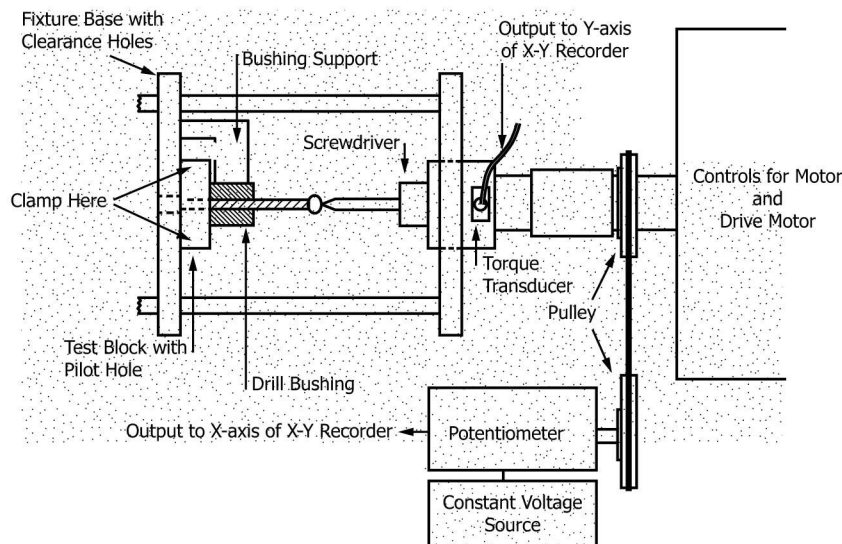 Fixture Base with
Clearance Holes
Bushing Support
Output to Y-axis
of X-Y Recorder
Screwdriver
Clamp Here
Controls for Motor
and
Drive Motor
Torque
Transducer
Pulley
Test Block with
Pilot Hole
Drill Bushing
Output to X-axis of X-Y Recorder
Potentiometer
Constant Voltage
Source